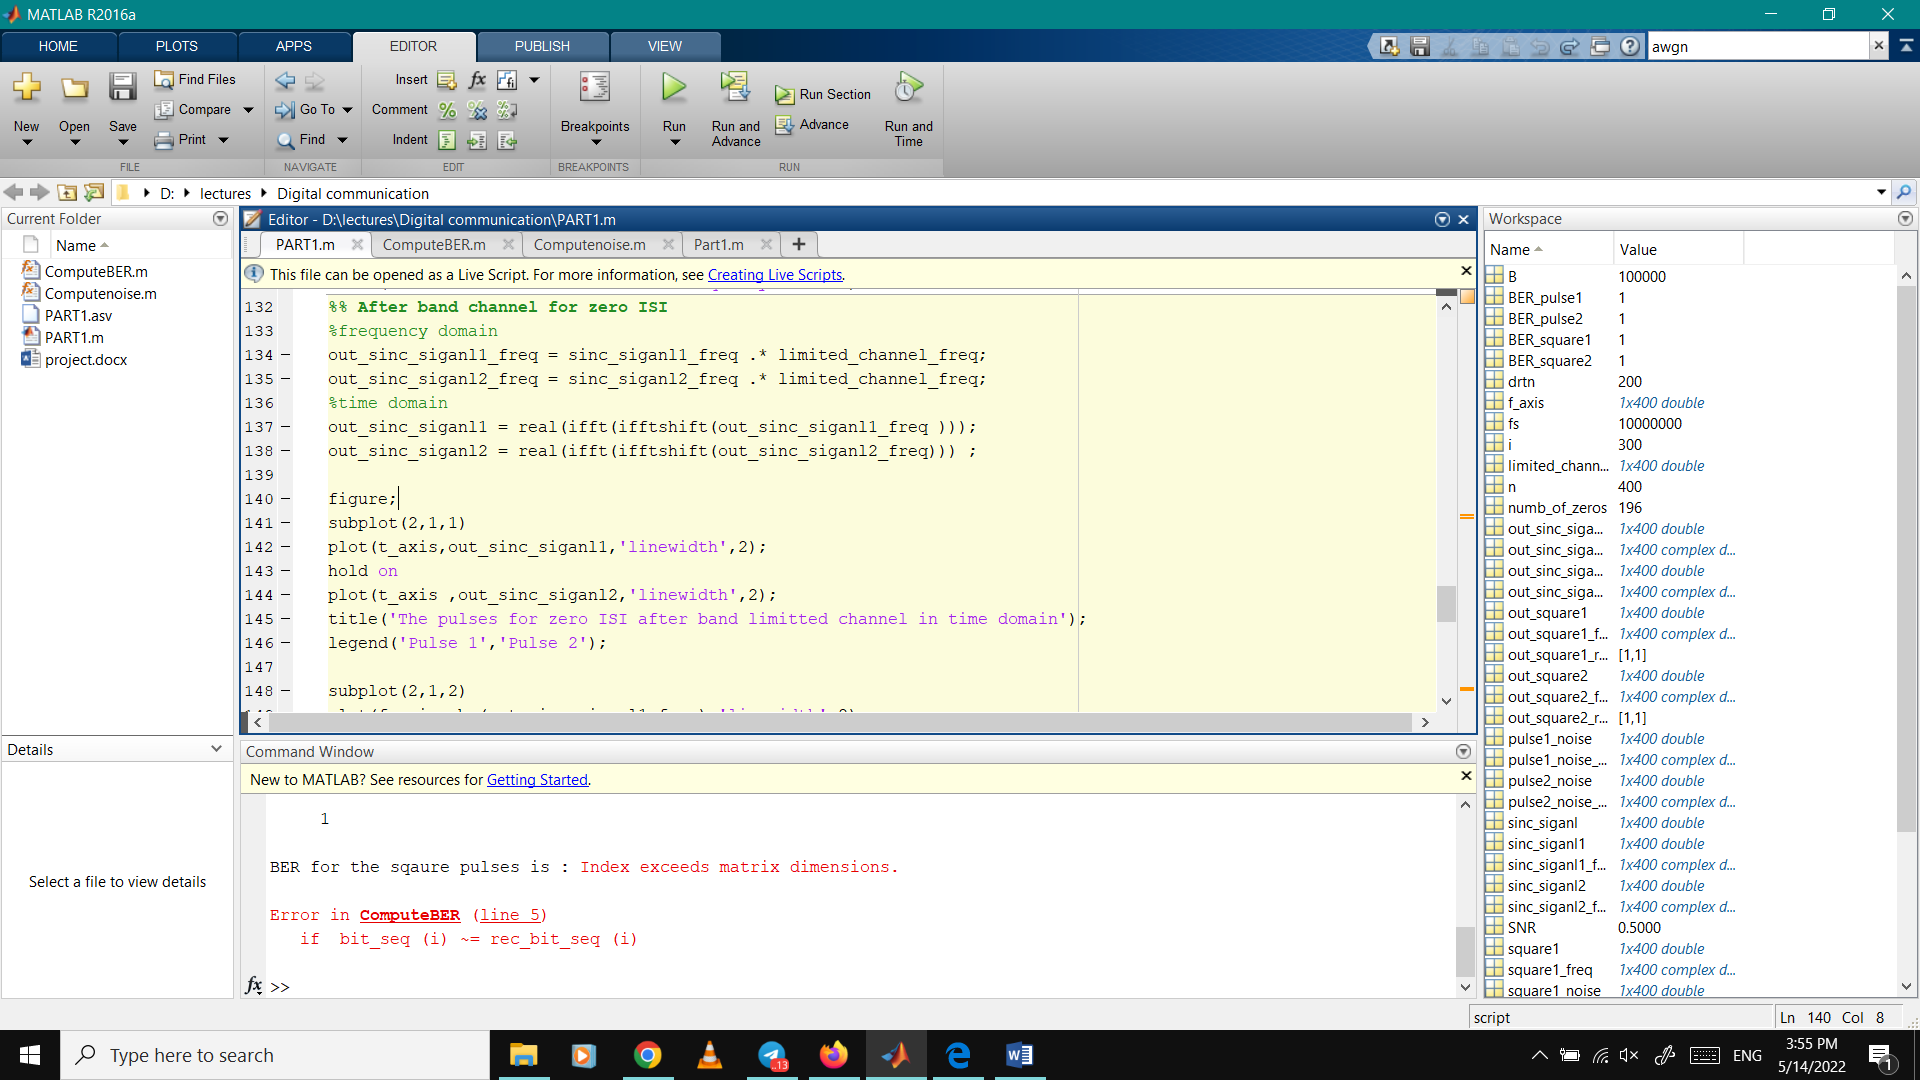 MATLAB R2016a
HOME PLOTS APPS EDITOR PUBLISH VIEW
awgn
New Open Save Find Files Compare Print
Go To Find
Insert fx
Comment
Indent
Breakpoints
Run Run and Advance Run Section Advance Run and Time
FILE NAVIGATE EDIT BREAKPOINTS RUN
D: lectures Digital communication
Current Folder
Name
ComputeBER.m
Computenoise.m
PART1.asv
PART1.m
project.docx
Details
Select a file to view details
Editor - D:\lectures\Digital communication\PART1.m
PART1.m ComputeBER.m Computenoise.m Part1.m
This file can be opened as a Live Script. For more information, see Creating Live Scripts.
132 %% After band channel for zero ISI
133 %frequency domain
134 – out_sinc_siganl1_freq = sinc_siganl1_freq .* limited_channel_freq;
135 – out_sinc_siganl2_freq = sinc_siganl2_freq .* limited_channel_freq;
136 %time domain
137 – out_sinc_siganl1 = real(ifft(ifftshift(out_sinc_siganl1_freq )));
138 – out_sinc_siganl2 = real(ifft(ifftshift(out_sinc_siganl2_freq))) ;
139
140 – figure;
141 – subplot(2,1,1)
142 – plot(t_axis,out_sinc_siganl1,'linewidth',2);
143 – hold on
144 – plot(t_axis ,out_sinc_siganl2,'linewidth',2);
145 – title('The pulses for zero ISI after band limitted channel in time domain');
146 – legend('Pulse 1','Pulse 2');
147
148 – subplot(2,1,2)
Command Window
New to MATLAB? See resources for Getting Started.
1
BER for the sqaure pulses is : Index exceeds matrix dimensions.
Error in ComputeBER (line 5)
if bit_seq (i) ~= rec_bit_seq (i)
fx >>
Workspace
Name Value
B 100000
BER_pulse1 1
BER_pulse2 1
BER_square1 1
BER_square2 1
drtn 200
f_axis 1x400 double
fs 10000000
i 300
limited_chann... 1x400 double
n 400
numb_of_zeros 196
out_sinc_siga... 1x400 double
out_sinc_siga... 1x400 complex d...
out_sinc_siga... 1x400 double
out_sinc_siga... 1x400 complex d...
out_square1 1x400 double
out_square1_f... 1x400 complex d...
out_square1_r... [1,1]
out_square2 1x400 double
out_square2_f... 1x400 complex d...
out_square2_r... [1,1]
pulse1_noise 1x400 double
pulse1_noise_... 1x400 complex d...
pulse2_noise 1x400 double
pulse2_noise_... 1x400 complex d...
sinc_siganl 1x400 double
sinc_siganl1 1x400 double
sinc_siganl1_f... 1x400 complex d...
sinc_siganl2 1x400 double
sinc_siganl2_f... 1x400 complex d...
SNR 0.5000
square1 1x400 double
square1_freq 1x400 complex d...
square1_noise 1x400 double
script Ln 140 Col 8
Type here to search
..13
ENG
3:55 PM
5/14/2022
1